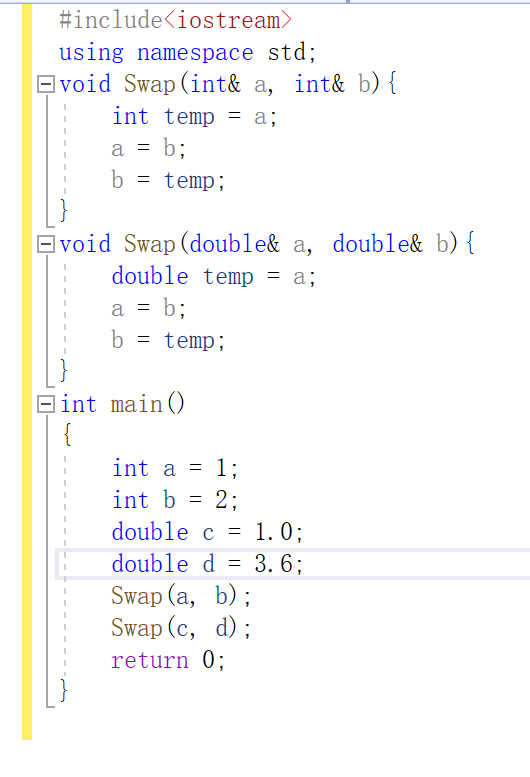 #include<iostream>
using namespace std;
void Swap(int& a, int& b){
    int temp = a;
    a = b;
    b = temp;
}
void Swap(double& a, double& b){
    double temp = a;
    a = b;
    b = temp;
}
int main()
{
    int a = 1;
    int b = 2;
    double c = 1.0;
    double d = 3.6;
    Swap(a, b);
    Swap(c, d);
    return 0;
}